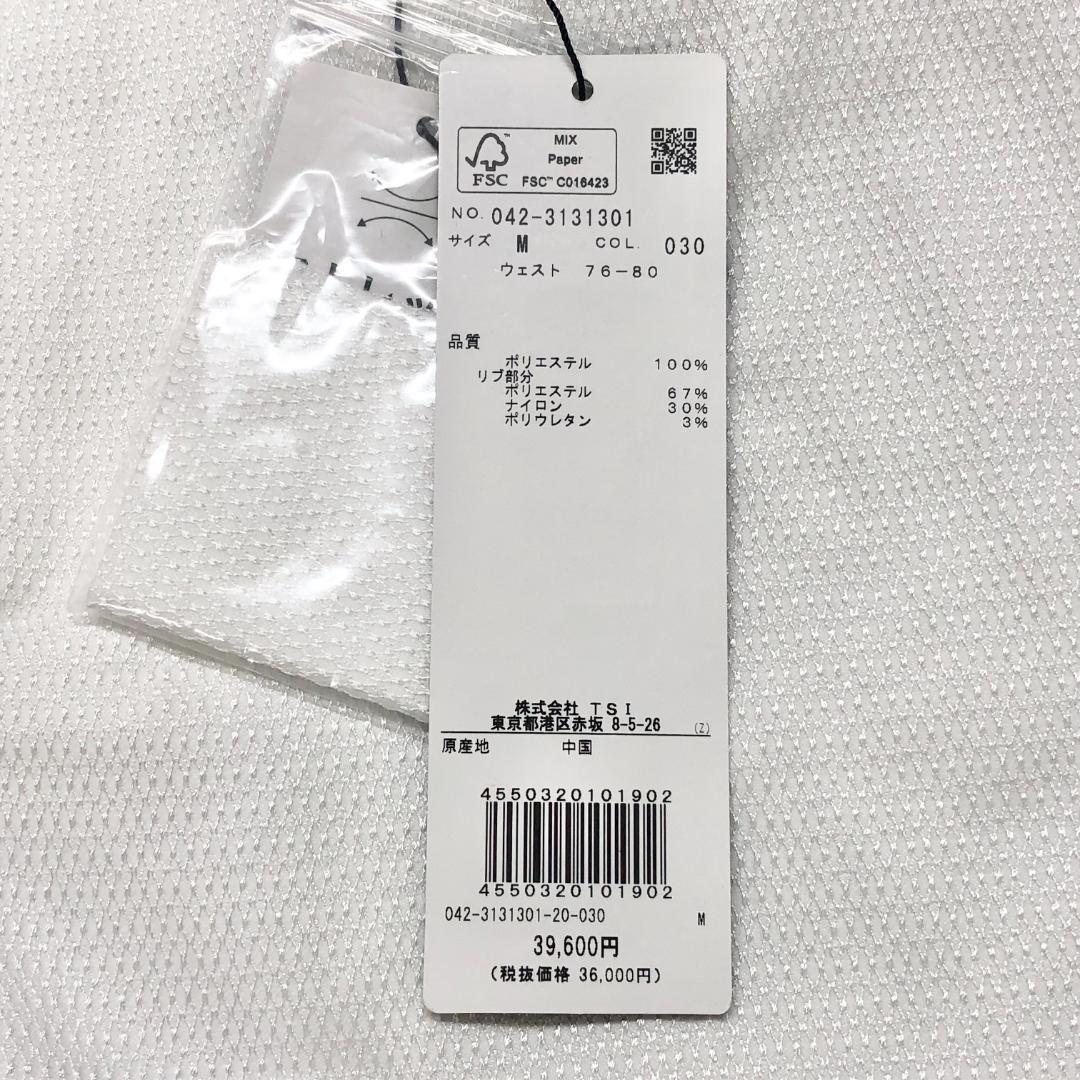 MIX
Paper
FSC™ C016423
FSC
NO. 042-3131301
サイズ M COL. 030
ウェスト 76-80
品質
ポリエステル 100%
リブ部分
ポリエステル 67%
ナイロン 30%
ポリウレタン 3%
株式会社 TSI
東京都港区赤坂 8-5-26 (Z)
原産地 中国
4550320101902
4550320101902
042-3131301-20-030 M
39,600円
(税抜価格 36,000円)